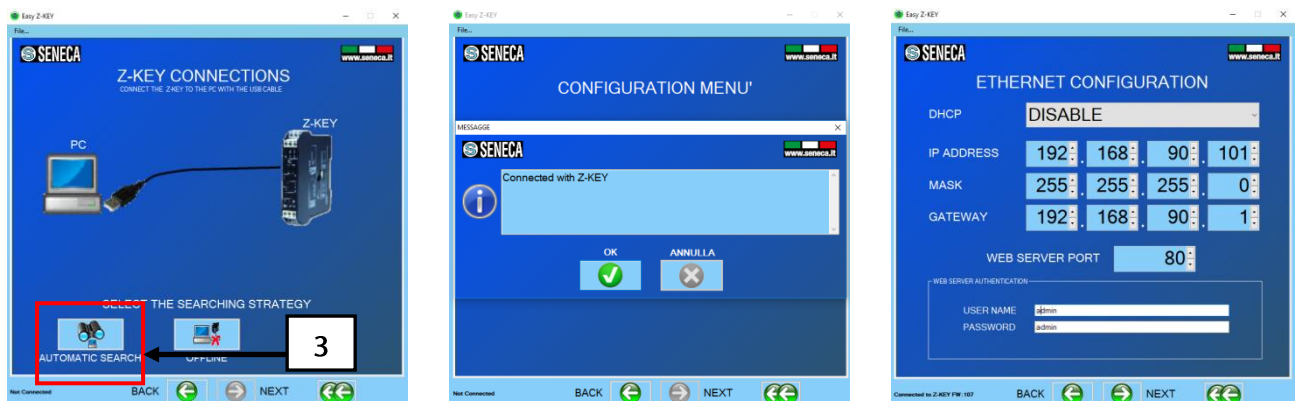 Easy Z-KEY
File...
SENECA
www.seneca.it
Z-KEY CONNECTIONS
CONNECT THE Z-KEY TO THE PC WITH THE USB CABLE
Z-KEY
PC
SELECT THE SEARCHING STRATEGY
AUTOMATIC SEARCH
OFFLINE
3
Not Connected
BACK
NEXT
Easy Z-KEY
File...
SENECA
www.seneca.it
CONFIGURATION MENU'
MESSAGGE
SENECA
www.seneca.it
Connected with Z-KEY
OK
ANNULLA
Not Connected
BACK
NEXT
Easy Z-KEY
File...
SENECA
www.seneca.it
ETHERNET CONFIGURATION
DHCP DISABLE
IP ADDRESS 192 . 168 . 90 . 101
MASK 255 . 255 . 255 . 0
GATEWAY 192 . 168 . 90 . 1
WEB SERVER PORT 80
WEB SERVER AUTHENTICATION
USER NAME admin
PASSWORD admin
Connected to Z-KEY FW : 107
BACK
NEXT